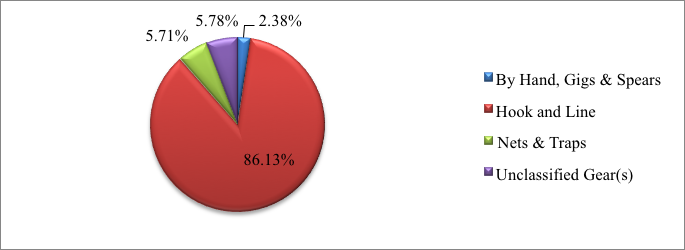 5.78%
2.38%
5.71%
86.13%
By Hand, Gigs & Spears
Hook and Line
Nets & Traps
Unclassified Gear(s)